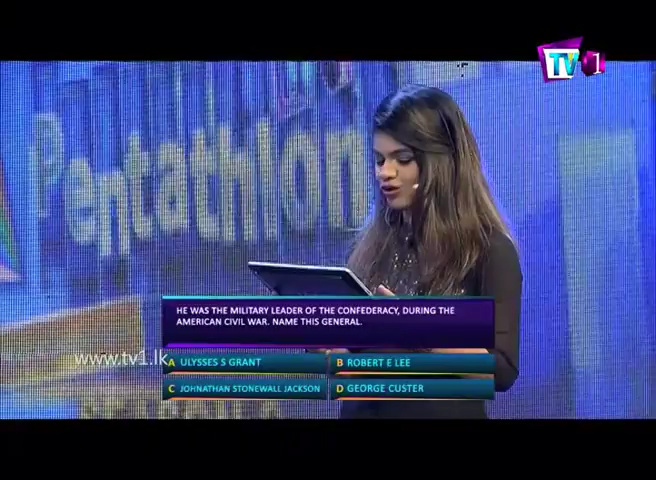 TV1
Pentathlon
HE WAS THE MILITARY LEADER OF THE CONFEDERACY, DURING THE
AMERICAN CIVIL WAR. NAME THIS GENERAL.
www.tv1.lk
A ULYSSES S GRANT
B ROBERT E LEE
C JOHNATHAN STONEWALL JACKSON
D GEORGE CUSTER